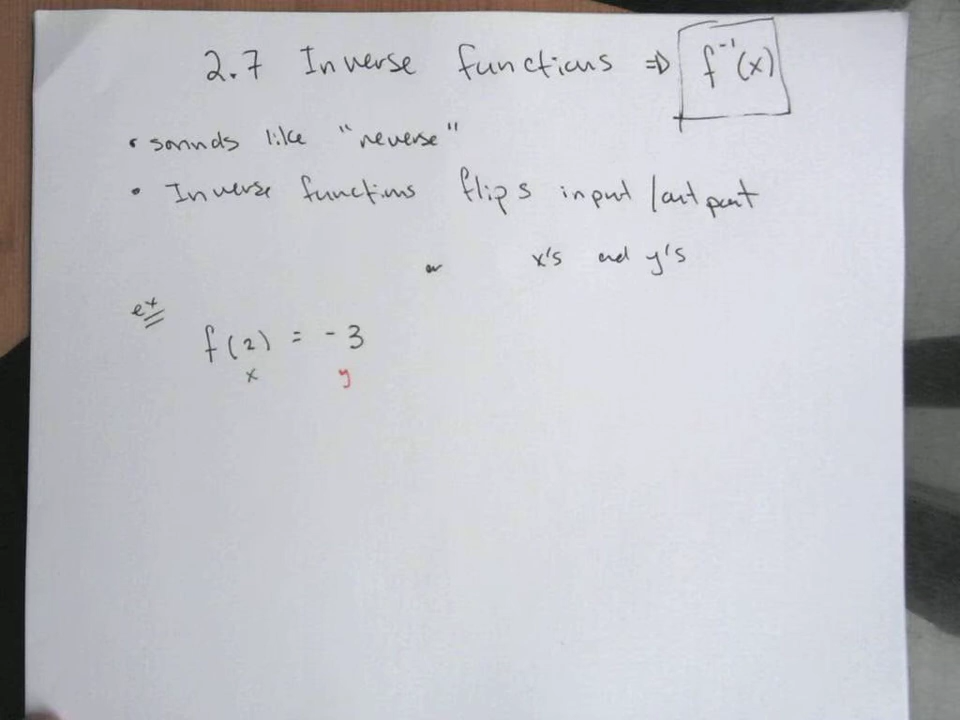 2.7 Inverse functions ⇒ f⁻¹(x)
• sounds like "reverse"
• Inverse functions flips input/output
or x's and y's
ex
f(2) = -3
x y